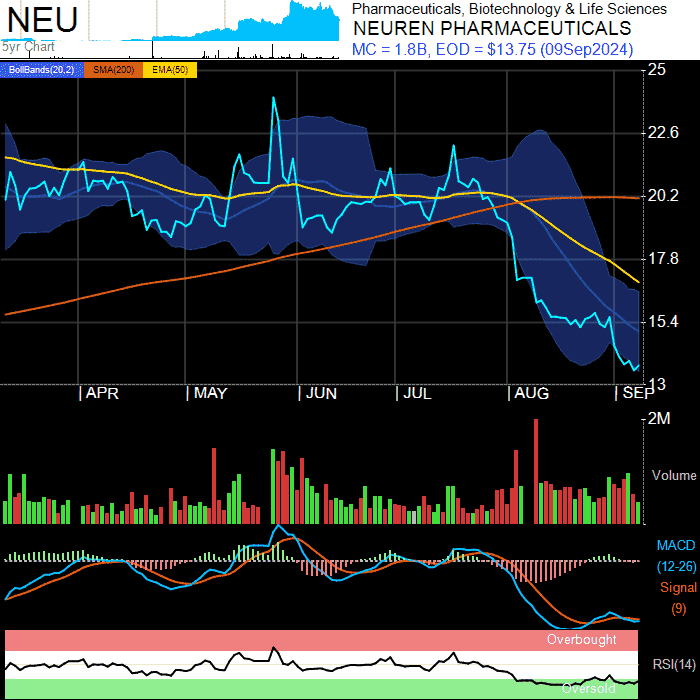 NEU
Pharmaceuticals, Biotechnology & Life Sciences
NEUREN PHARMACEUTICALS
5yr Chart
MC = 1.8B, EOD = $13.75 (09Sep2024)
BollBands(20,2) SMA(200) EMA(50)
25
22.6
20.2
17.8
15.4
13
| APR | MAY | JUN | JUL | AUG | SEP
2M
Volume
MACD
(12-26)
Signal
(9)
Overbought
RSI(14)
Oversold